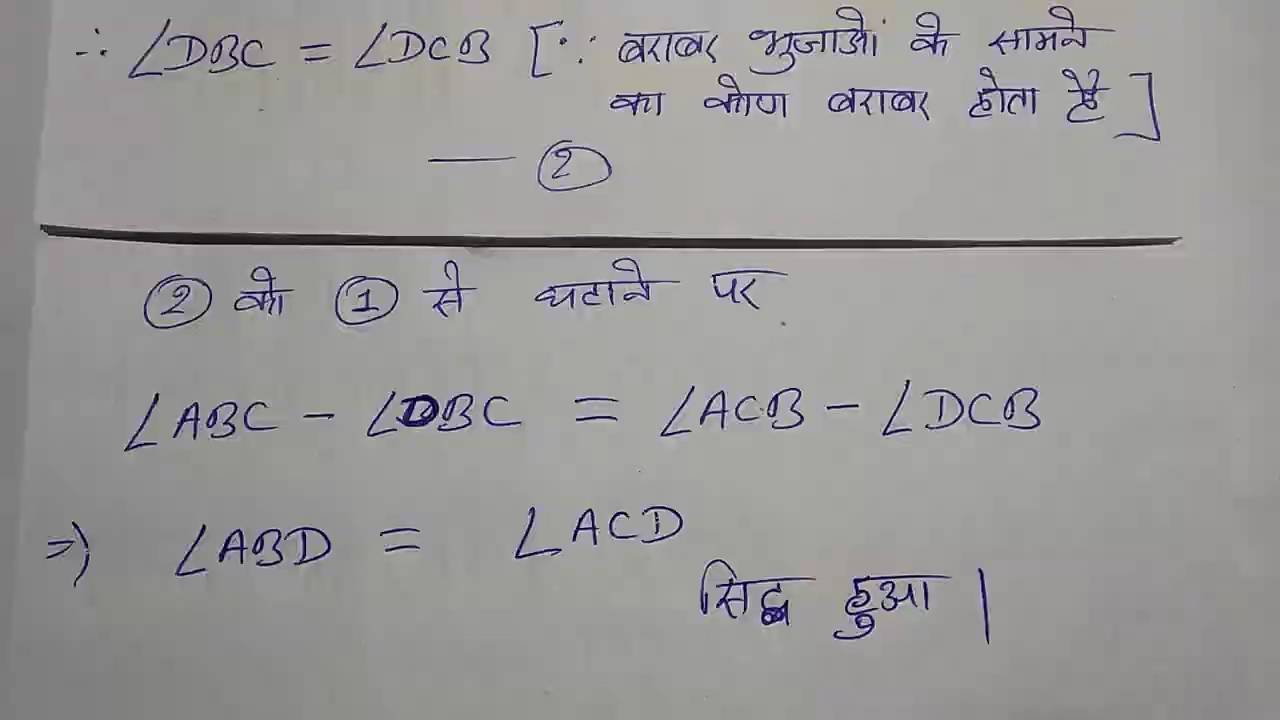 ∴ ∠DBC = ∠DCB [∵ बराबर भुजाओं के सामने
का कोण बराबर होता है]
— ②
② को ① से घटाने पर
∠ABC - ∠DBC = ∠ACB - ∠DCB
⇒) ∠ABD = ∠ACD
सिद्ध हुआ |